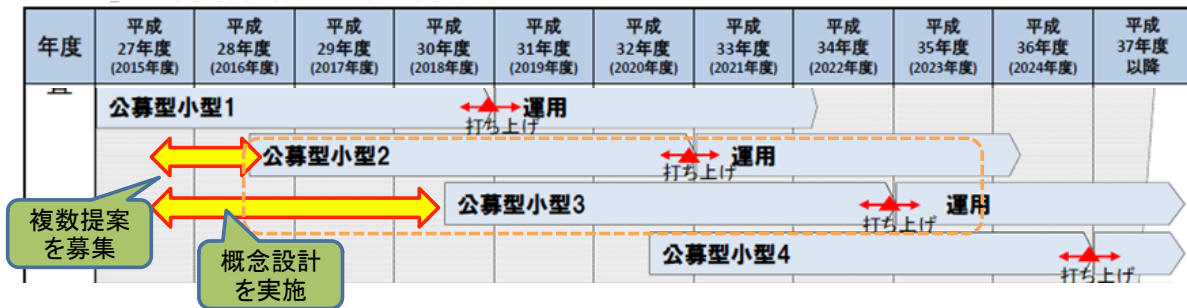 年度
平成
27年度
(2015年度)
平成
28年度
(2016年度)
平成
29年度
(2017年度)
平成
30年度
(2018年度)
平成
31年度
(2019年度)
平成
32年度
(2020年度)
平成
33年度
(2021年度)
平成
34年度
(2022年度)
平成
35年度
(2023年度)
平成
36年度
(2024年度)
平成
37年度
以降
公募型小型1
運用
打ち上げ
公募型小型2
運用
打ち上げ
公募型小型3
運用
打ち上げ
公募型小型4
打ち上げ
複数提案
を募集
概念設計
を実施